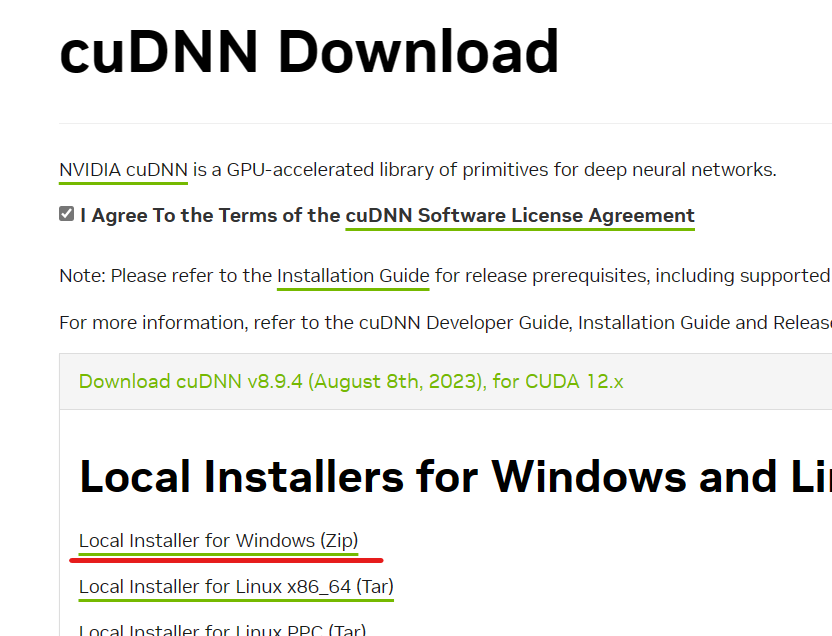 cuDNN Download
NVIDIA cuDNN is a GPU-accelerated library of primitives for deep neural networks.
I Agree To the Terms of the cuDNN Software License Agreement
Note: Please refer to the Installation Guide for release prerequisites, including supported
For more information, refer to the cuDNN Developer Guide, Installation Guide and Release
Download cuDNN v8.9.4 (August 8th, 2023), for CUDA 12.x
Local Installers for Windows and Lin
Local Installer for Windows (Zip)
Local Installer for Linux x86_64 (Tar)
Local Installer for Linux PPC (Tar)